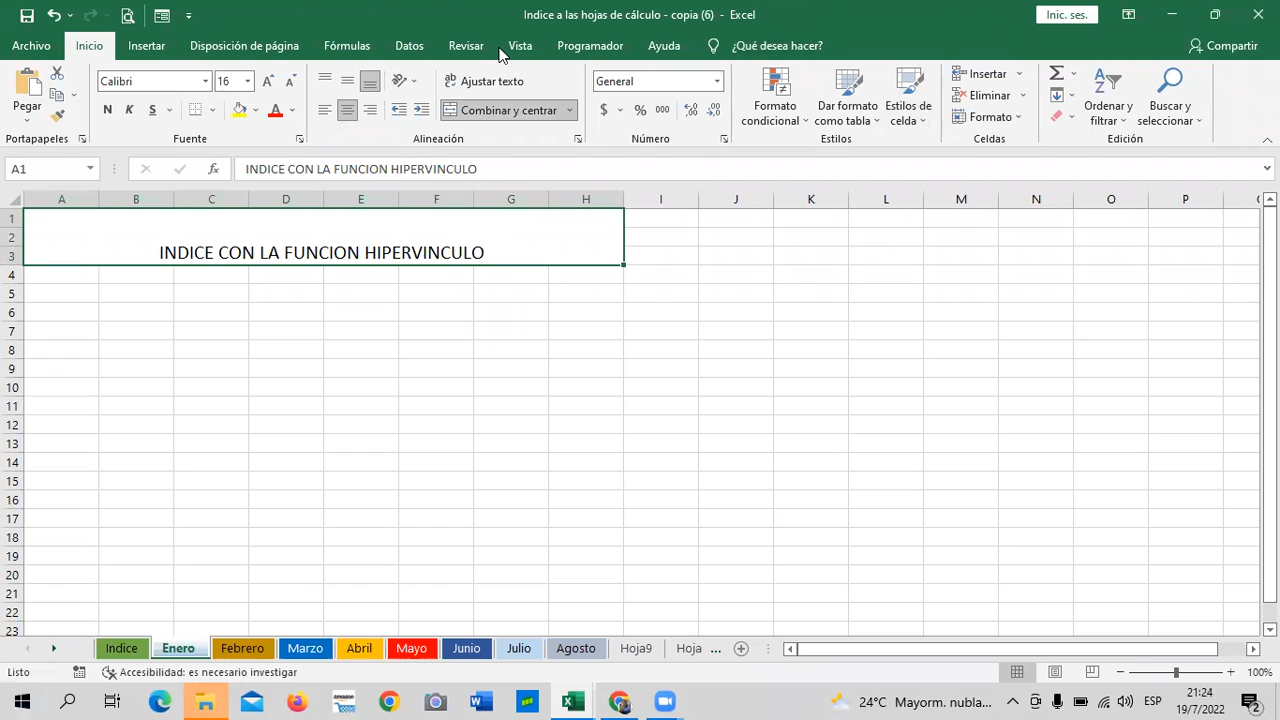 Indice a las hojas de cálculo - copia (6) - Excel
Inic. ses.
Archivo Inicio Insertar Disposición de página Fórmulas Datos Revisar Vista Programador Ayuda ¿Qué desea hacer? Compartir
Pegar
Portapapeles
Calibri 16
N K S
Fuente
Ajustar texto
Combinar y centrar
Alineación
General
$ % 000
Número
Formato condicional
Dar formato como tabla
Estilos de celda
Estilos
Insertar
Eliminar
Formato
Celdas
Ordenar y filtrar
Buscar y seleccionar
Edición
A1 fx INDICE CON LA FUNCION HIPERVINCULO
A B C D E F G H I J K L M N O P
1
2
3 INDICE CON LA FUNCION HIPERVINCULO
4
5
6
7
8
9
10
11
12
13
14
15
16
17
18
19
20
21
22
23
Indice Enero Febrero Marzo Abril Mayo Junio Julio Agosto Hoja9 Hoja ...
Listo Accesibilidad: es necesario investigar 100%
24°C Mayorm. nubla... ESP 21:24
19/7/2022 2